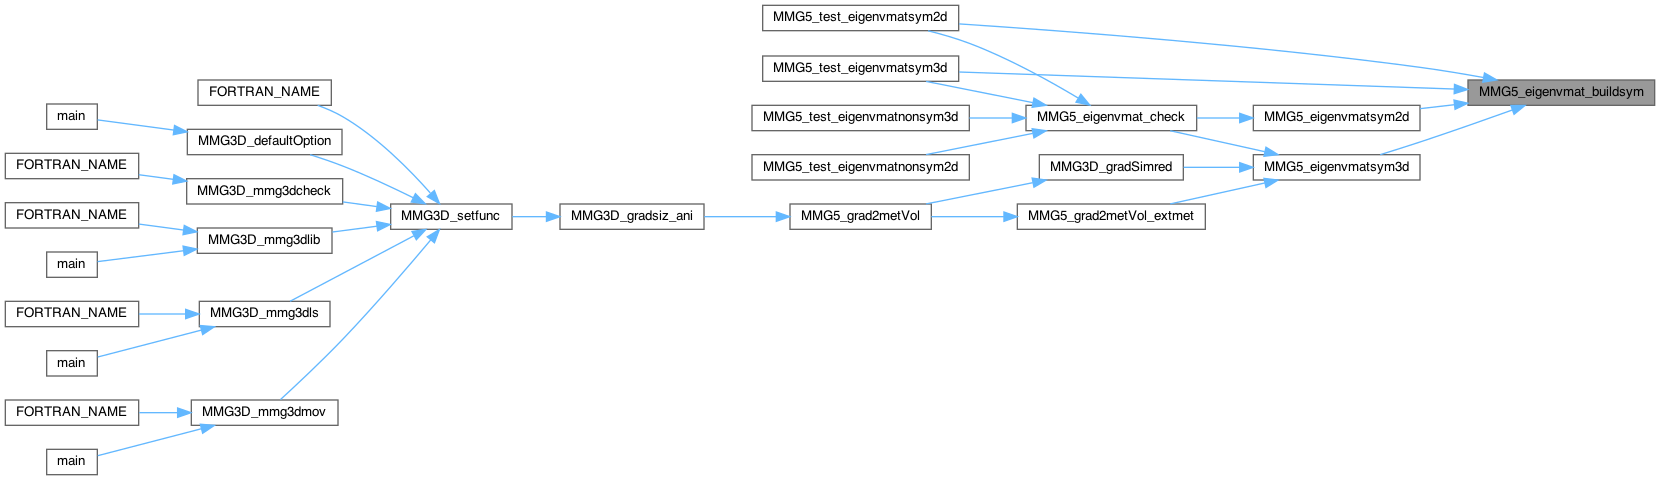 MMG5_test_eigenvmatsym2d
MMG5_test_eigenvmatsym3d
FORTRAN_NAME
MMG5_eigenvmat_buildsym
main
MMG5_test_eigenvmatnonsym3d
MMG5_eigenvmat_check
MMG5_eigenvmatsym2d
MMG3D_defaultOption
FORTRAN_NAME
MMG5_test_eigenvmatnonsym2d
MMG3D_gradSimred
MMG5_eigenvmatsym3d
MMG3D_mmg3dcheck
FORTRAN_NAME
MMG3D_setfunc
MMG3D_gradsiz_ani
MMG5_grad2metVol
MMG5_grad2metVol_extmet
MMG3D_mmg3dlib
main
FORTRAN_NAME
MMG3D_mmg3dls
main
FORTRAN_NAME
MMG3D_mmg3dmov
main